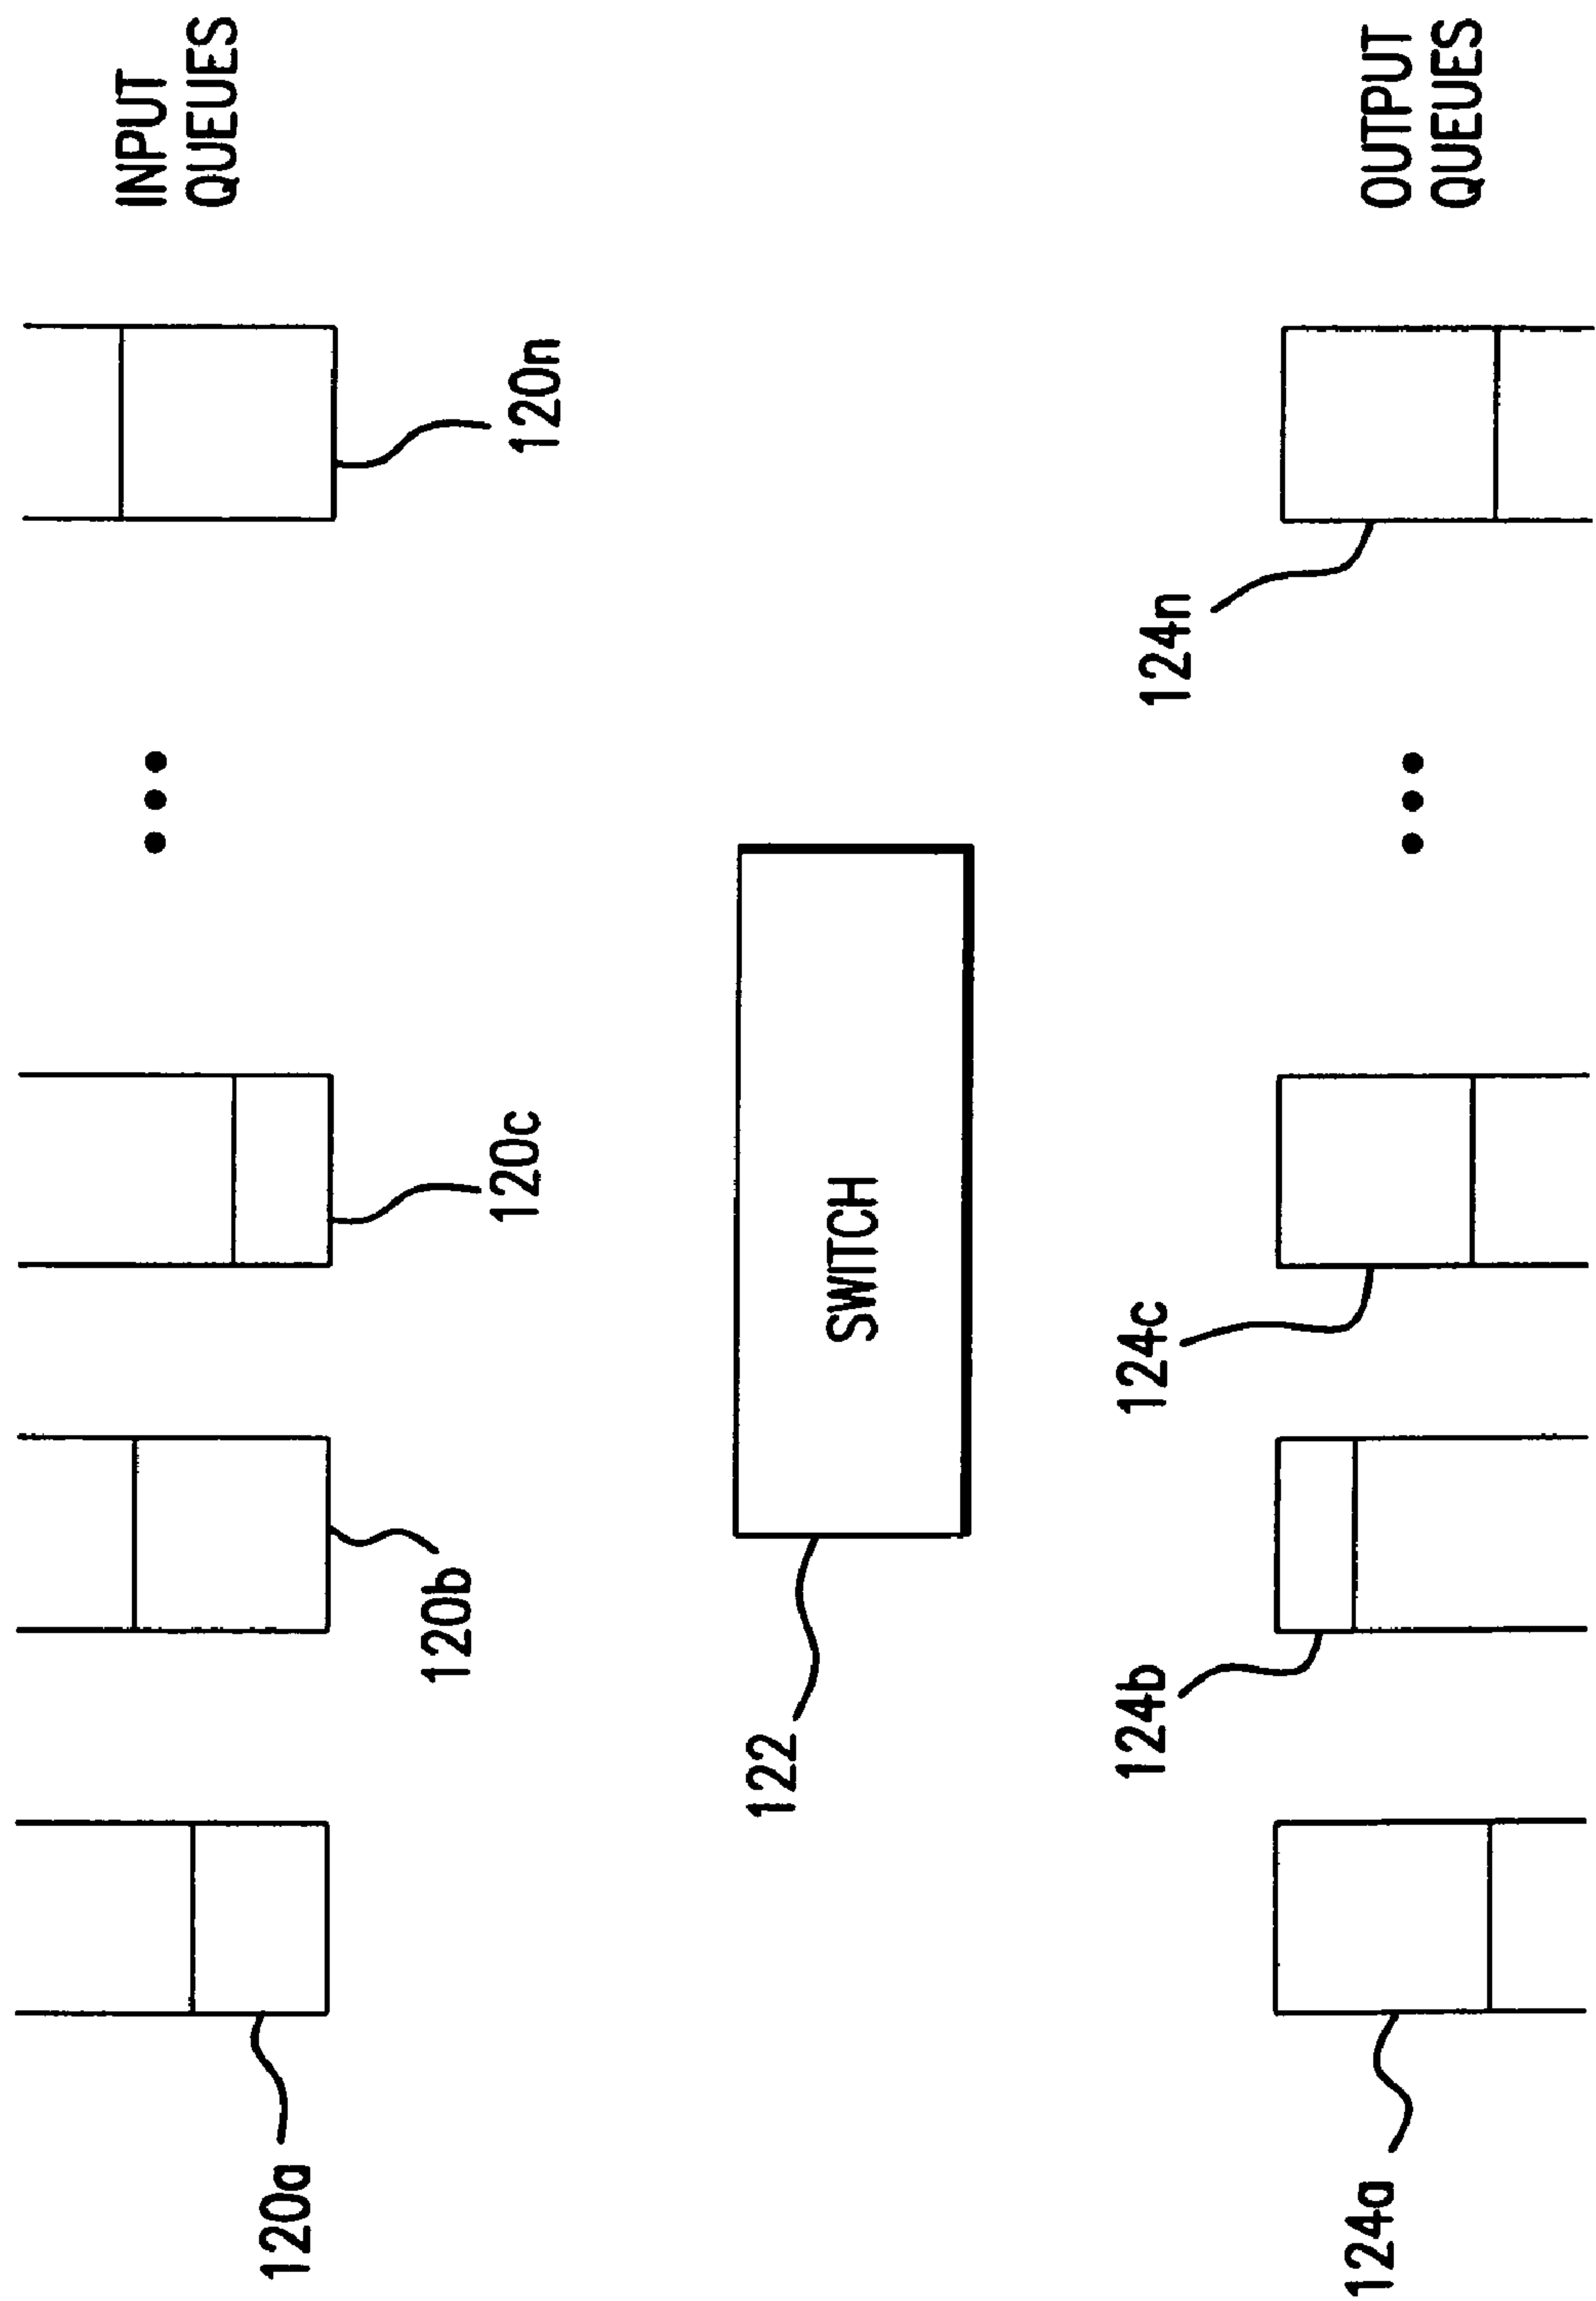 INPUT
QUEUES
120a
120b
120c
120n
122
SWITCH
124a
124b
124c
124n
OUTPUT
QUEUES